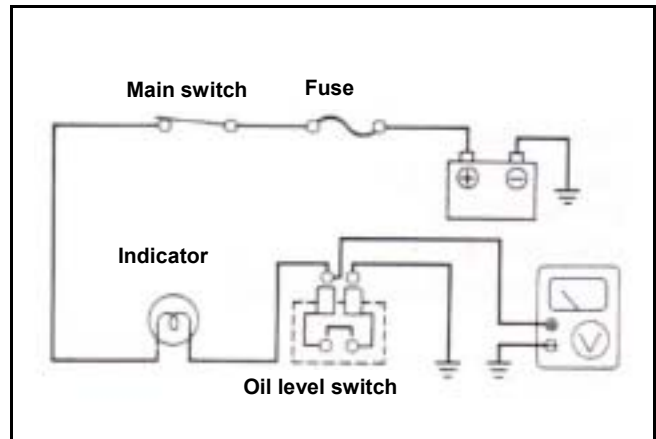 Main switch
Fuse
+
−
Indicator
V
Oil level switch